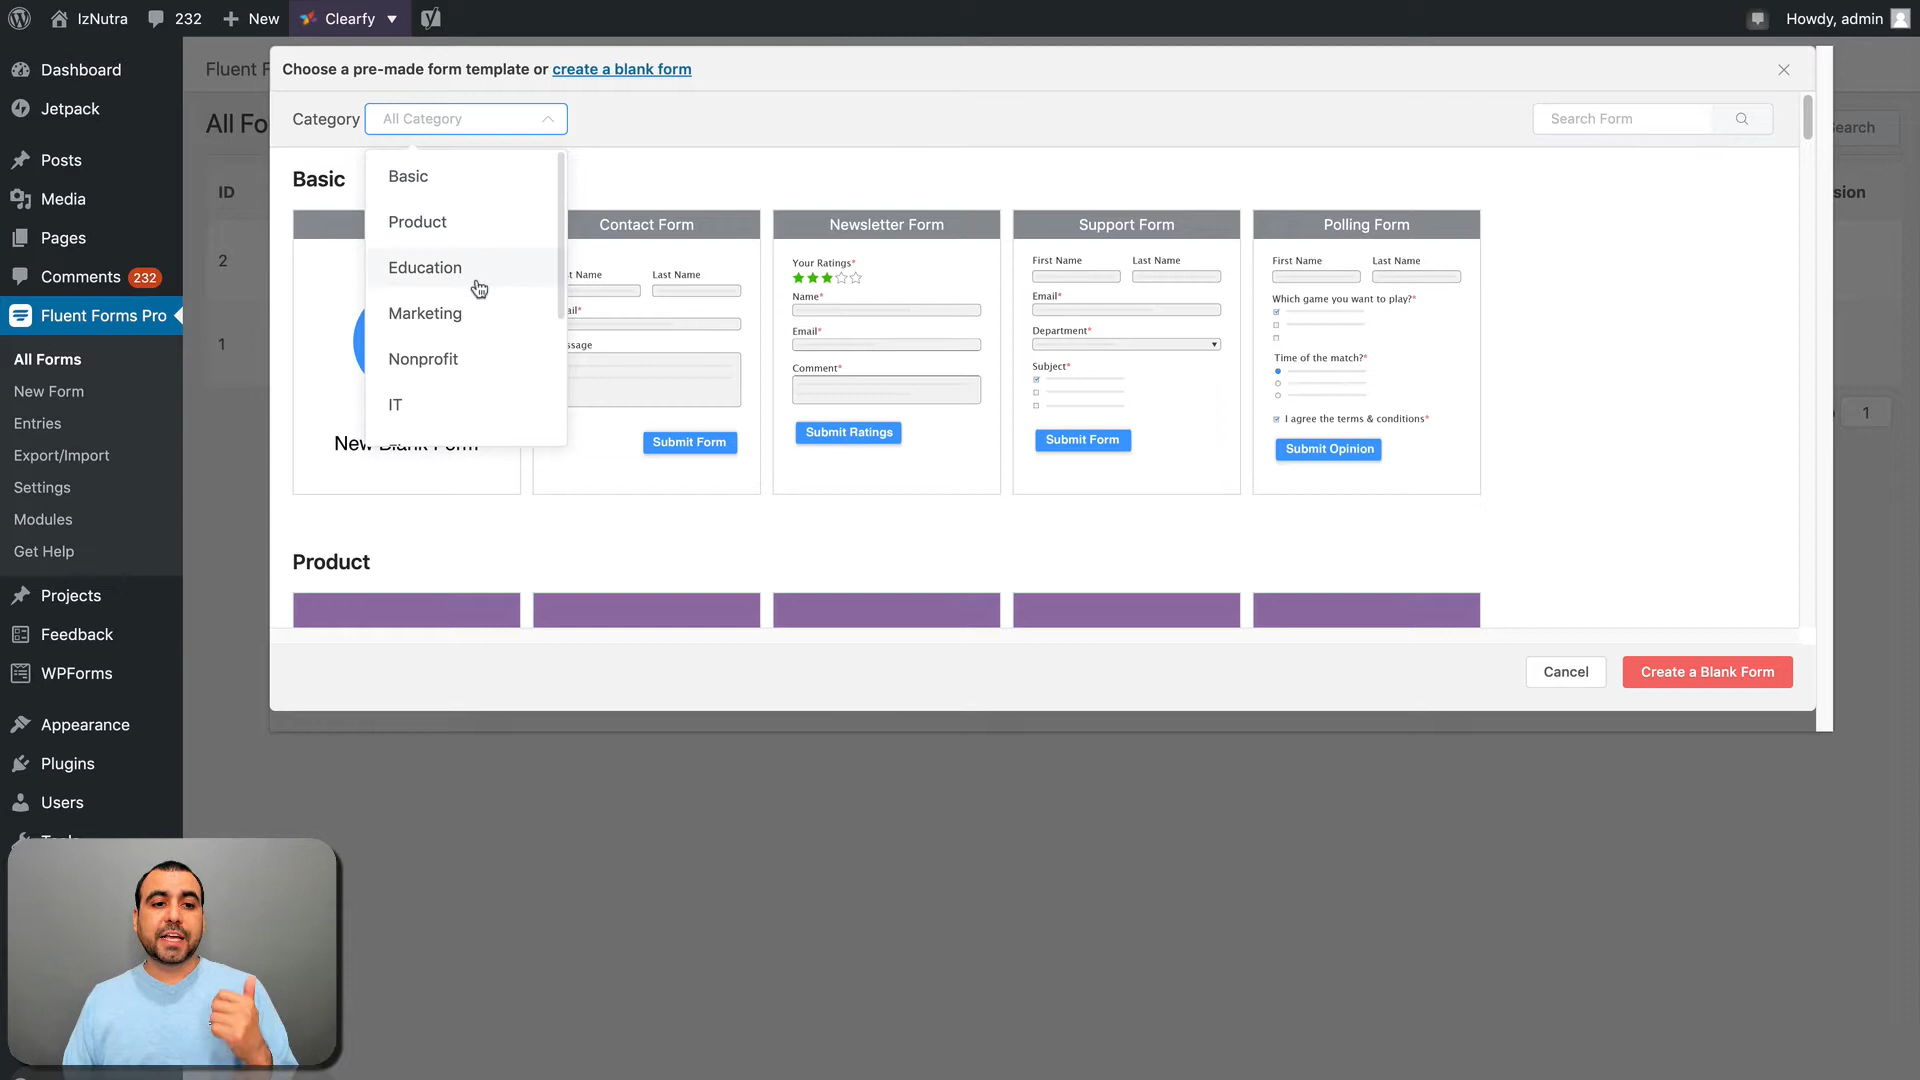 IzNutra
232
New
Clearfy
Howdy, admin
Dashboard
Jetpack
Posts
Media
Pages
Comments 232
Fluent Forms Pro
All Forms
New Form
Entries
Export/Import
Settings
Modules
Get Help
Projects
Feedback
WPForms
Appearance
Plugins
Users
Fluent F
All Fo
ID
2
1
earch
sion
1
Choose a pre-made form template or create a blank form
Category
All Category
Search Form
Basic
Product
Education
Marketing
Nonprofit
IT
Basic
New Blank Form
Contact Form
t Name
Last Name
ail*
ssage
Submit Form
Newsletter Form
Your Ratings*
Name*
Email*
Comment*
Submit Ratings
Support Form
First Name
Last Name
Email*
Department*
Subject*
Submit Form
Polling Form
First Name
Last Name
Which game you want to play?*
Time of the match?*
I agree the terms & conditions*
Submit Opinion
Product
Cancel
Create a Blank Form